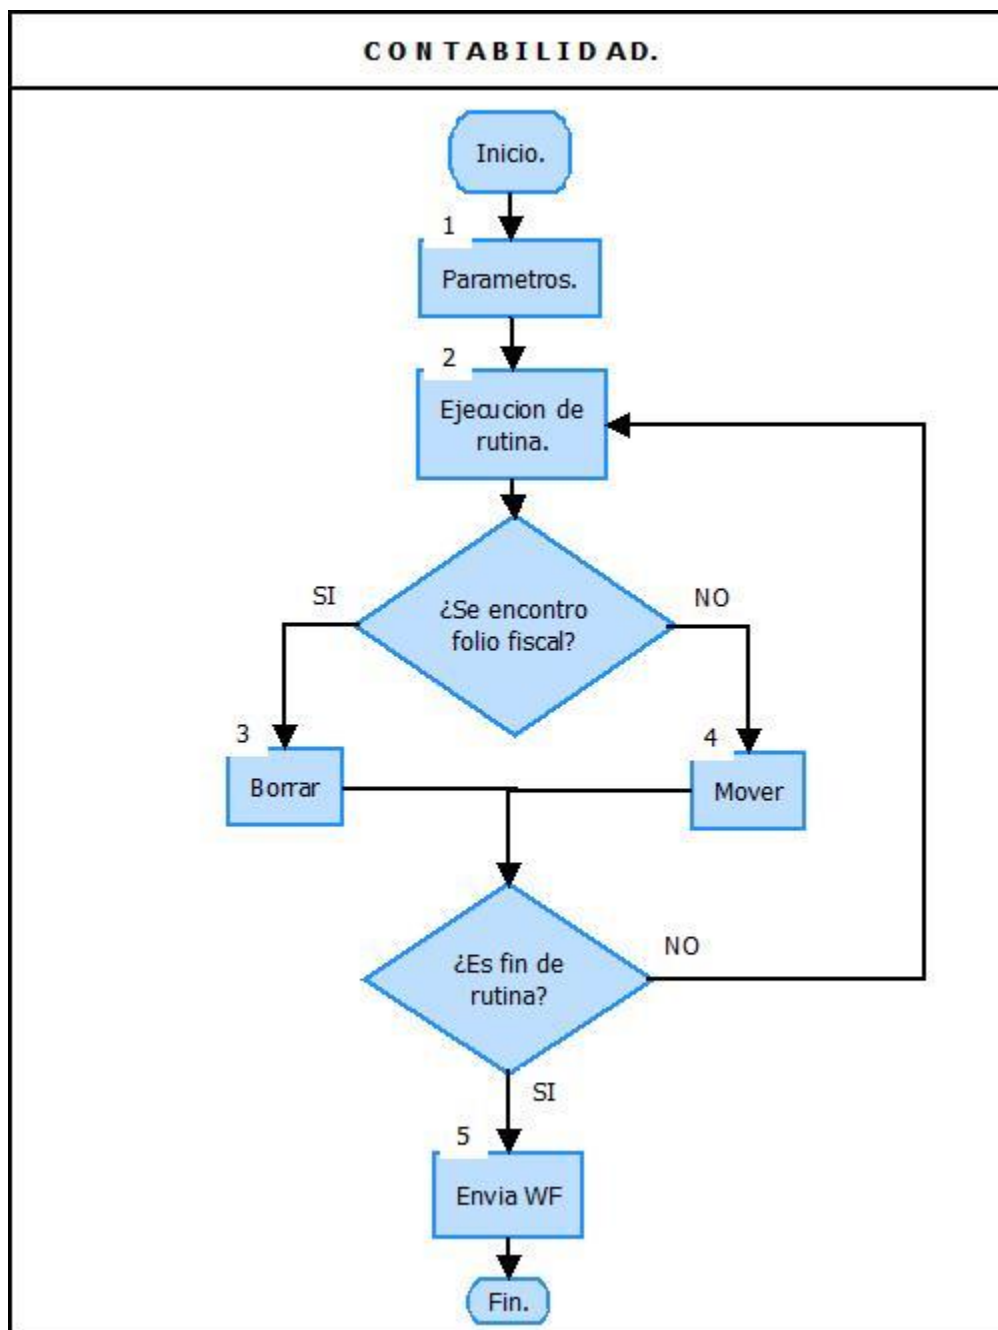 CONTABILIDAD.
Inicio.
1
Parametros.
2
Ejecucion de
rutina.
¿Se encontro
folio fiscal?
SI
NO
3
Borrar
4
Mover
¿Es fin de
rutina?
NO
SI
5
Envia WF
Fin.